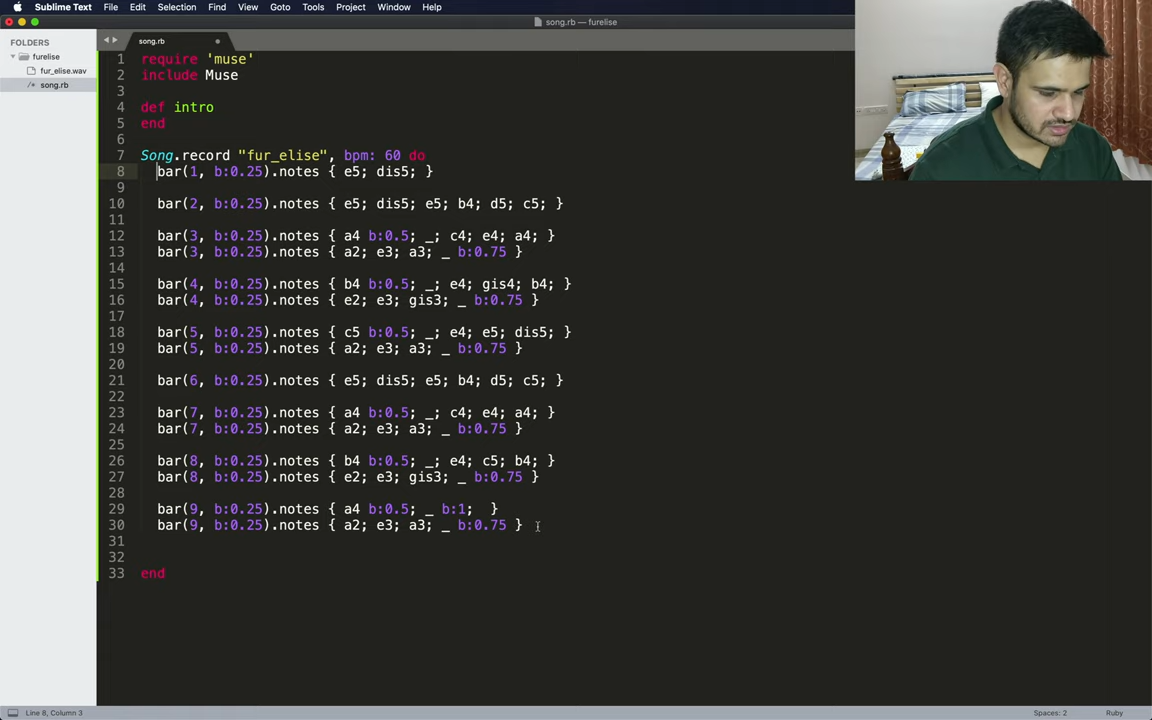 Sublime Text File Edit Selection Find View Goto Tools Project Window Help
song.rb — furelise
FOLDERS
furelise
fur_elise.wav
/* song.rb
song.rb
1 require 'muse'
2 include Muse
3
4 def intro
5 end
6
7 Song.record "fur_elise", bpm: 60 do
8 bar(1, b:0.25).notes { e5; dis5; }
9
10 bar(2, b:0.25).notes { e5; dis5; e5; b4; d5; c5; }
11
12 bar(3, b:0.25).notes { a4 b:0.5; _; c4; e4; a4; }
13 bar(3, b:0.25).notes { a2; e3; a3; _ b:0.75 }
14
15 bar(4, b:0.25).notes { b4 b:0.5; _; e4; gis4; b4; }
16 bar(4, b:0.25).notes { e2; e3; gis3; _ b:0.75 }
17
18 bar(5, b:0.25).notes { c5 b:0.5; _; e4; e5; dis5; }
19 bar(5, b:0.25).notes { a2; e3; a3; _ b:0.75 }
20
21 bar(6, b:0.25).notes { e5; dis5; e5; b4; d5; c5; }
22
23 bar(7, b:0.25).notes { a4 b:0.5; _; c4; e4; a4; }
24 bar(7, b:0.25).notes { a2; e3; a3; _ b:0.75 }
25
26 bar(8, b:0.25).notes { b4 b:0.5; _; e4; c5; b4; }
27 bar(8, b:0.25).notes { e2; e3; gis3; _ b:0.75 }
28
29 bar(9, b:0.25).notes { a4 b:0.5; _ b:1;  }
30 bar(9, b:0.25).notes { a2; e3; a3; _ b:0.75 }
31
32
33 end
Line 8, Column 3
Spaces: 2
Ruby